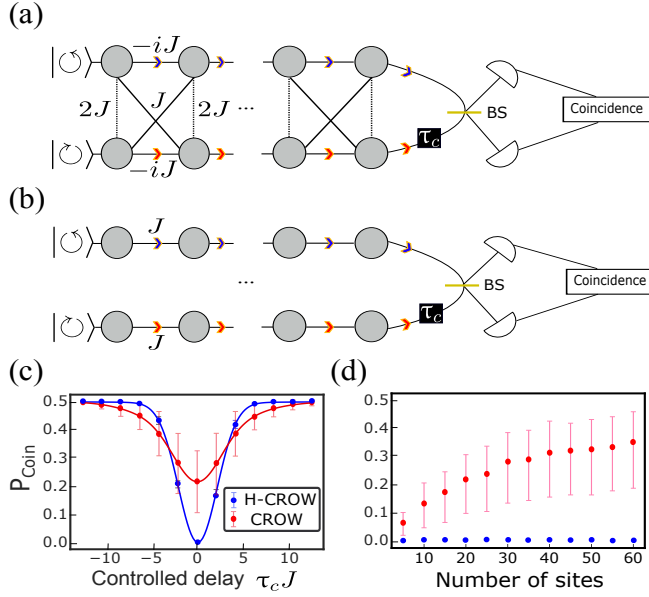 (a)
|↻⟩ −iJ
2J J 2J ...
|↻⟩ −iJ
τc BS
Coincidence
(b)
|↻⟩ J
...
|↻⟩ J
τc BS
Coincidence
(c)
PCoin
0.5
0.4
0.3
0.2
0.1
0.0
H-CROW
CROW
−10 −5 0 5 10
Controlled delay τcJ
(d)
0.5
0.4
0.3
0.2
0.1
0.0
10 20 30 40 50 60
Number of sites